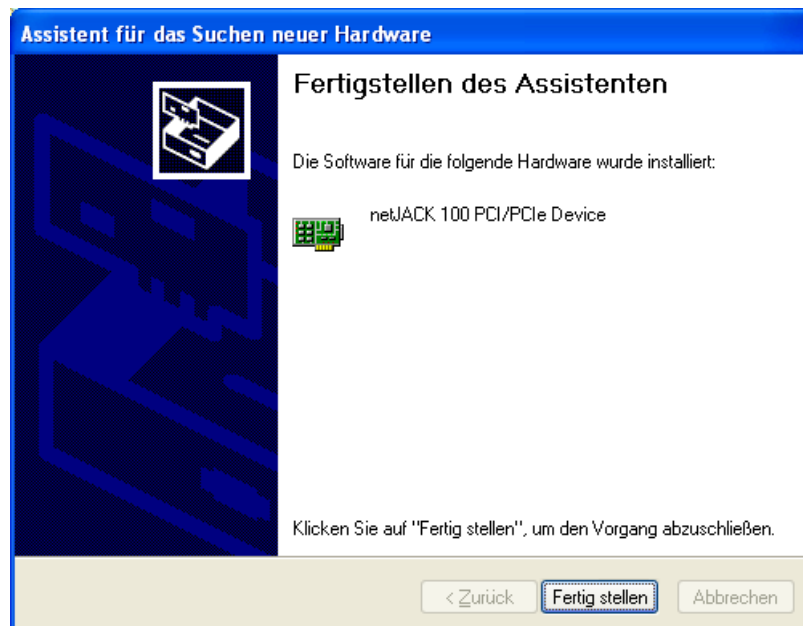 Assistent für das Suchen neuer Hardware
Fertigstellen des Assistenten
Die Software für die folgende Hardware wurde installiert:
netJACK 100 PCI/PCIe Device
Klicken Sie auf "Fertig stellen", um den Vorgang abzuschließen.
< Zurück Fertig stellen Abbrechen